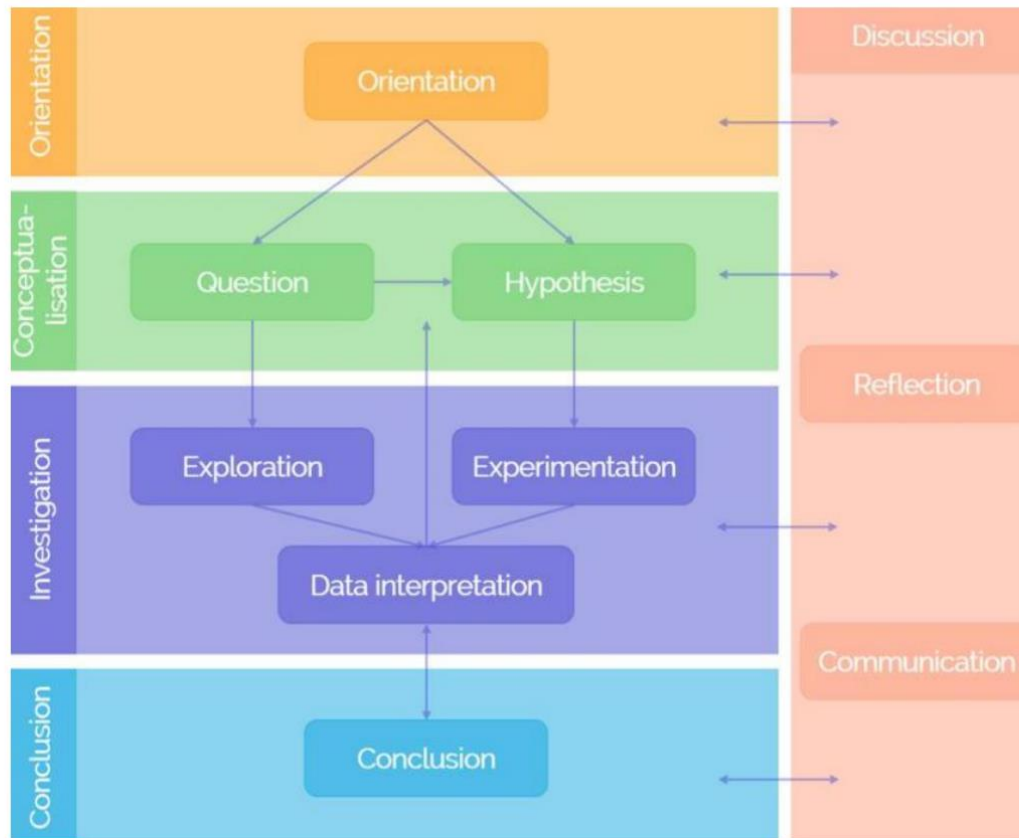 Orientation
Orientation
Discussion
Conceptua-
lisation
Question
Hypothesis
Reflection
Investigation
Exploration
Experimentation
Data interpretation
Communication
Conclusion
Conclusion